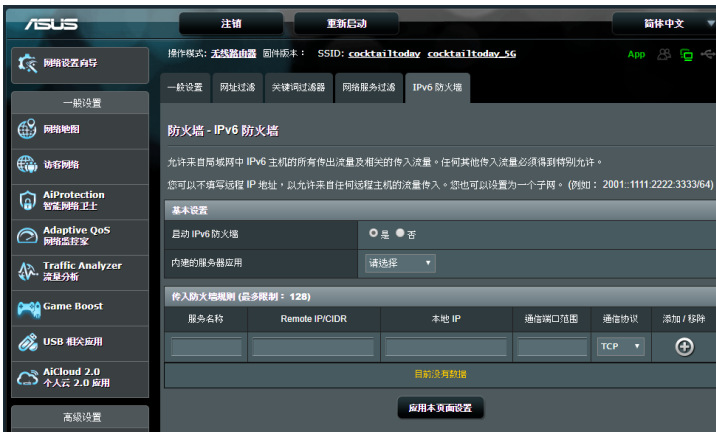 ASUS
注销
重新启动
简体中文
操作模式: 无线路由器 固件版本: SSID: cocktailtoday cocktailtoday_5G
App
网络设置向导
一般设置
网络地图
访客网络
AiProtection
智能网络卫士
Adaptive QoS
网络监控家
Traffic Analyzer
流量分析
Game Boost
USB 相关应用
AiCloud 2.0
个人云 2.0 应用
高级设置
一般设置 网址过滤 关键词过滤器 网络服务过滤 IPv6 防火墙
防火墙 - IPv6 防火墙
允许来自局域网中 IPv6 主机的所有传出流量及相关的传入流量。任何其他传入流量必须得到特别允许。
您可以不填写远程 IP 地址，以允许来自任何远程主机的流量传入。您也可以设置为一个子网。 (例如： 2001::1111:2222:3333/64)
基本设置
启动 IPv6 防火墙 是 否
内建的服务器应用 请选择
传入防火墙规则 (最多限制： 128)
服务名称 Remote IP/CIDR 本地 IP 通信端口范围 通信协议 添加 / 移除
TCP
目前没有数据
应用本页面设置